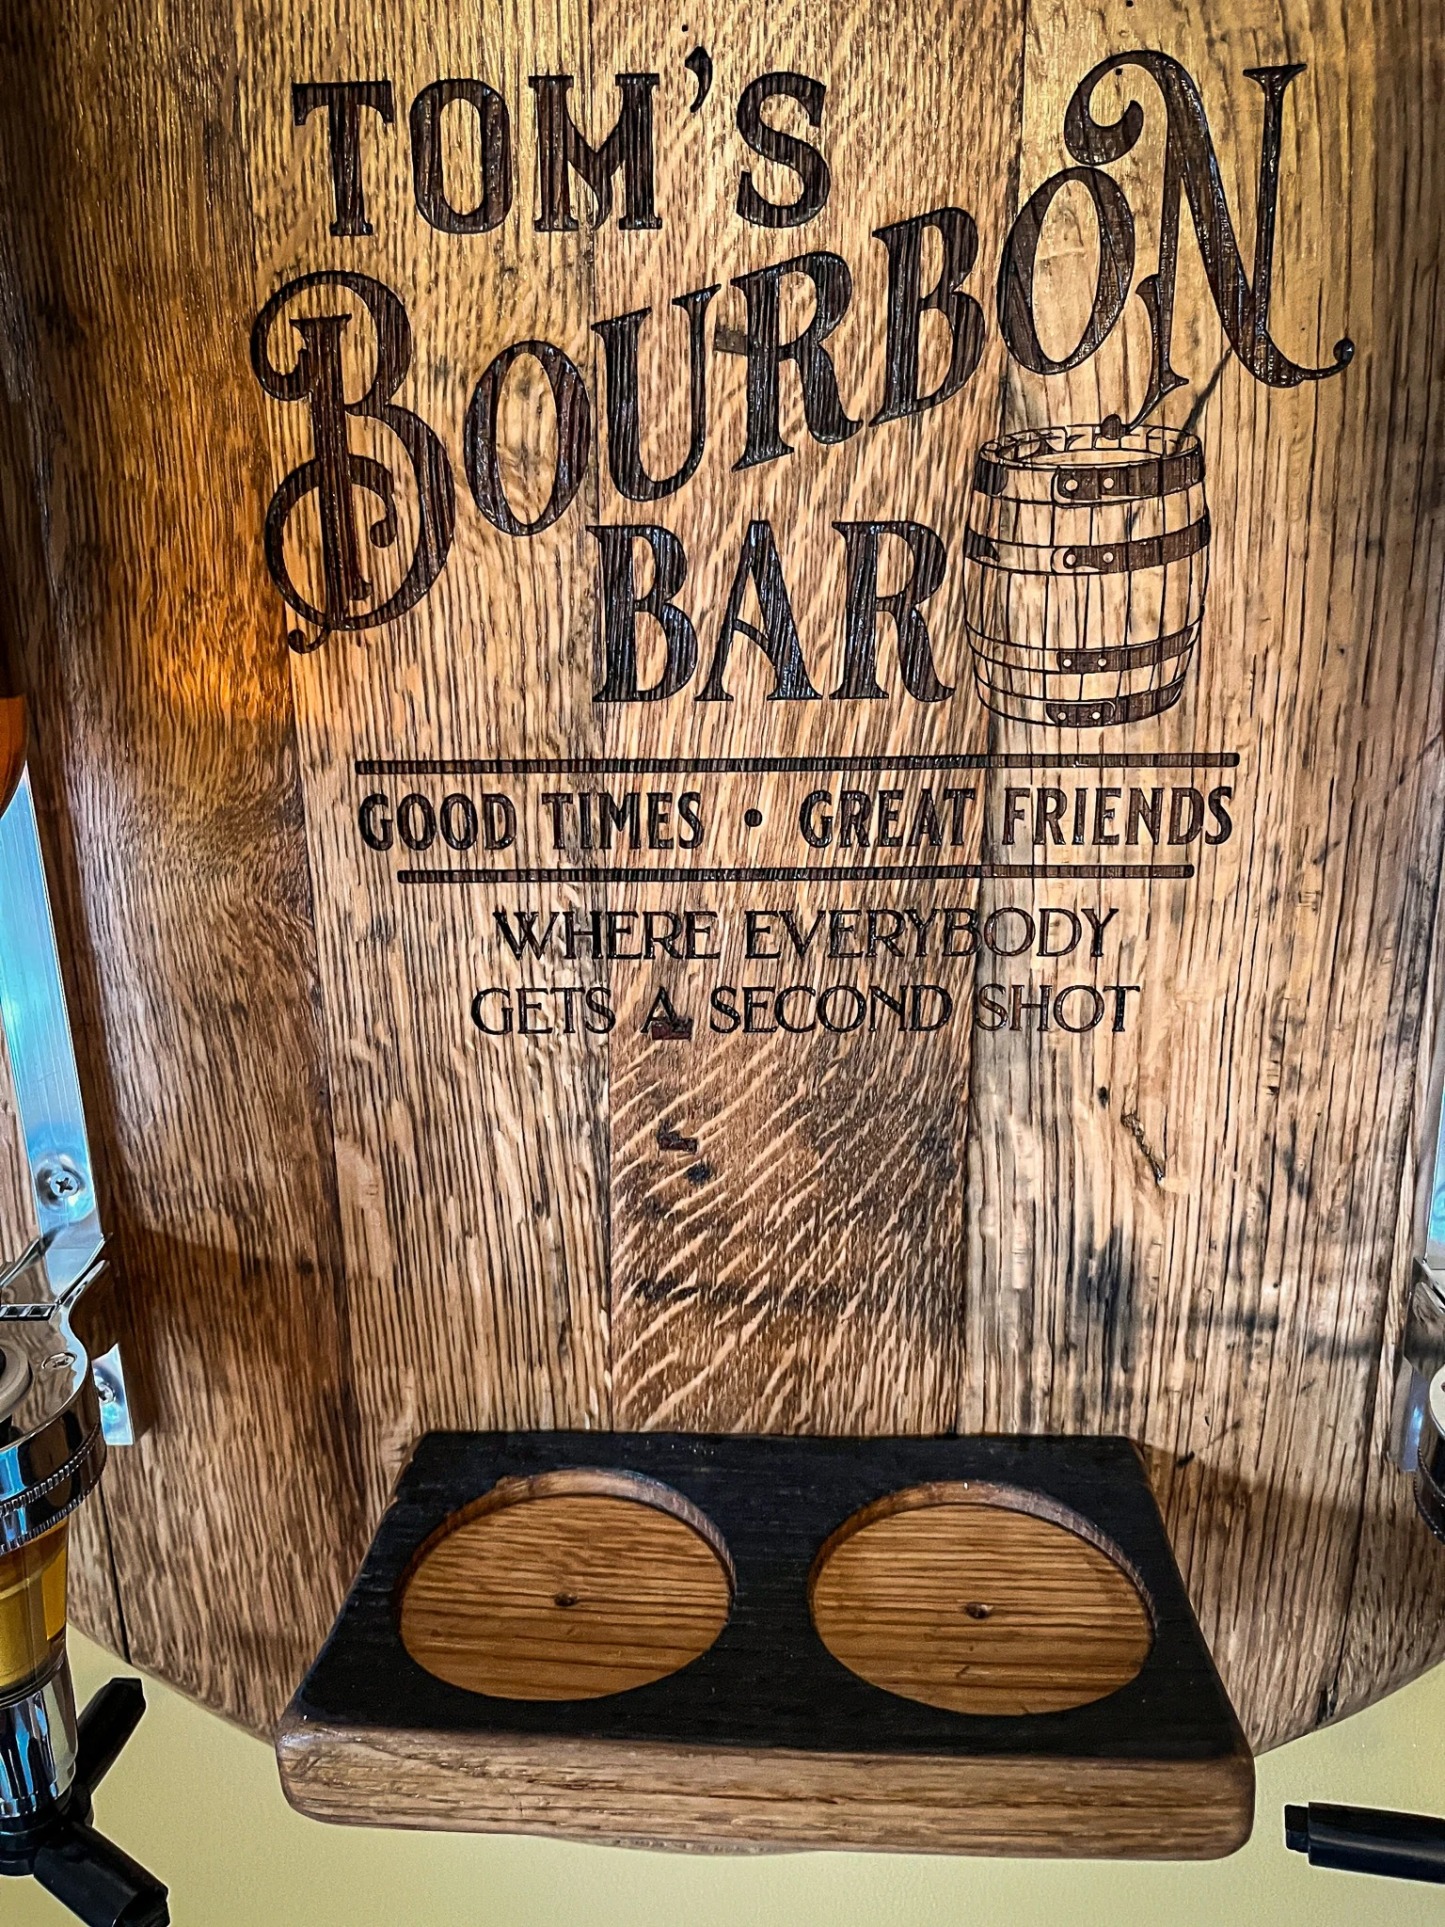 TOM'S
BOURBON
BAR
GOOD TIMES • GREAT FRIENDS
WHERE EVERYBODY
GETS A SECOND SHOT